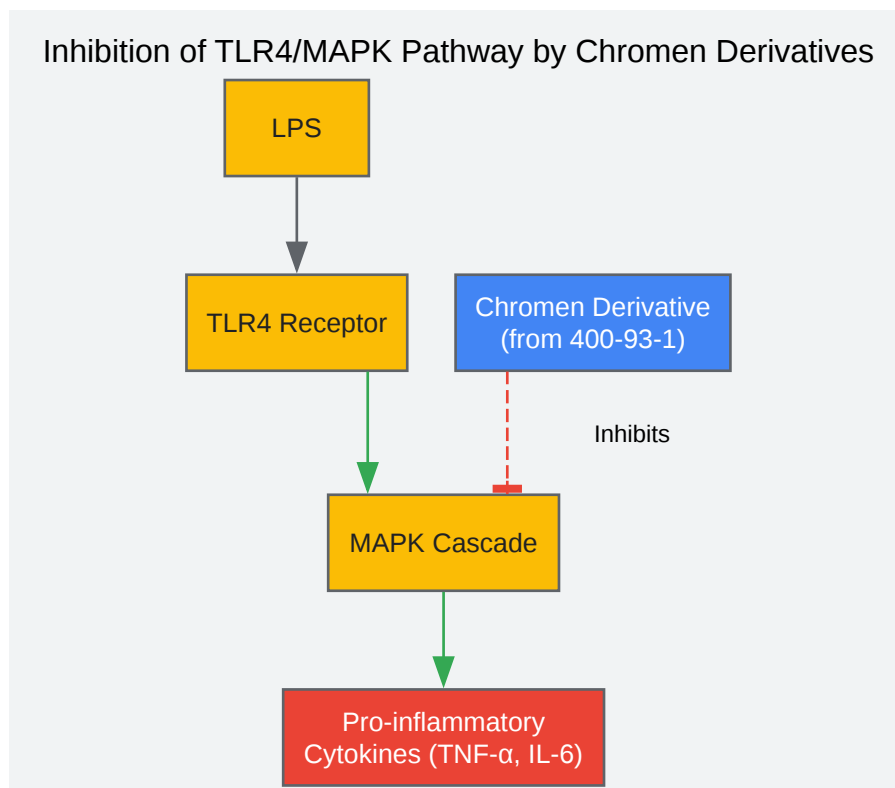 Inhibition of TLR4/MAPK Pathway by Chromen Derivatives
LPS
TLR4 Receptor
Chromen Derivative
(from 400-93-1)
Inhibits
MAPK Cascade
Pro-inflammatory
Cytokines (TNF-α, IL-6)